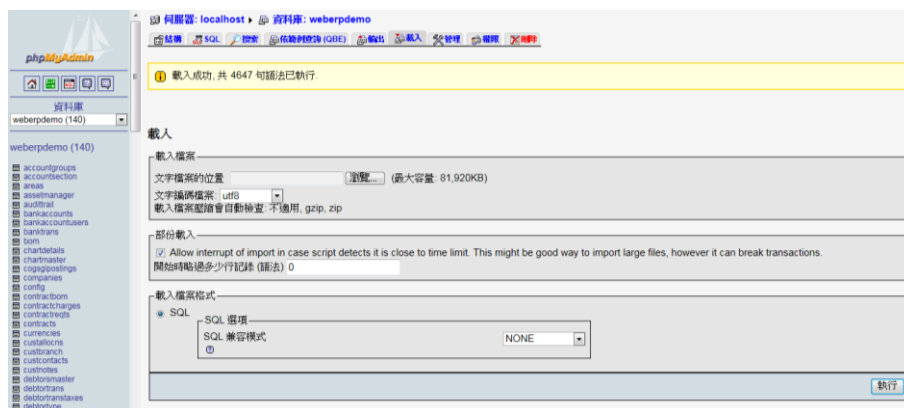 phpMyAdmin
資料庫
weberpdemo (140)
weberpdemo (140)
accountgroups
accountsection
areas
assetmanager
audittrail
bankaccounts
bankaccountusers
banktrans
bom
chartdetails
chartmaster
cogsglpostings
companies
config
contractbom
contractcharges
contractreqts
contracts
currencies
custallocns
custbranch
custcontacts
custnotes
debtorsmaster
debtortrans
debtortranstaxes
debtortype
伺服器: localhost ▸ 資料庫: weberpdemo
結構 SQL 搜索 依範例查詢 (QBE) 輸出 載入 管理 權限 刪除
載入成功, 共 4647 句語法已執行.
載入
載入檔案
文字檔案的位置 瀏覽... (最大容量: 81,920KB)
文字編碼檔案: utf8
載入檔案壓縮會自動檢查: 不適用, gzip, zip
部份載入
Allow interrupt of import in case script detects it is close to time limit. This might be good way to import large files, however it can break transactions.
開始時略過多少行記錄 (語法) 0
載入檔案格式
SQL
SQL 選項
SQL 兼容模式 NONE
執行